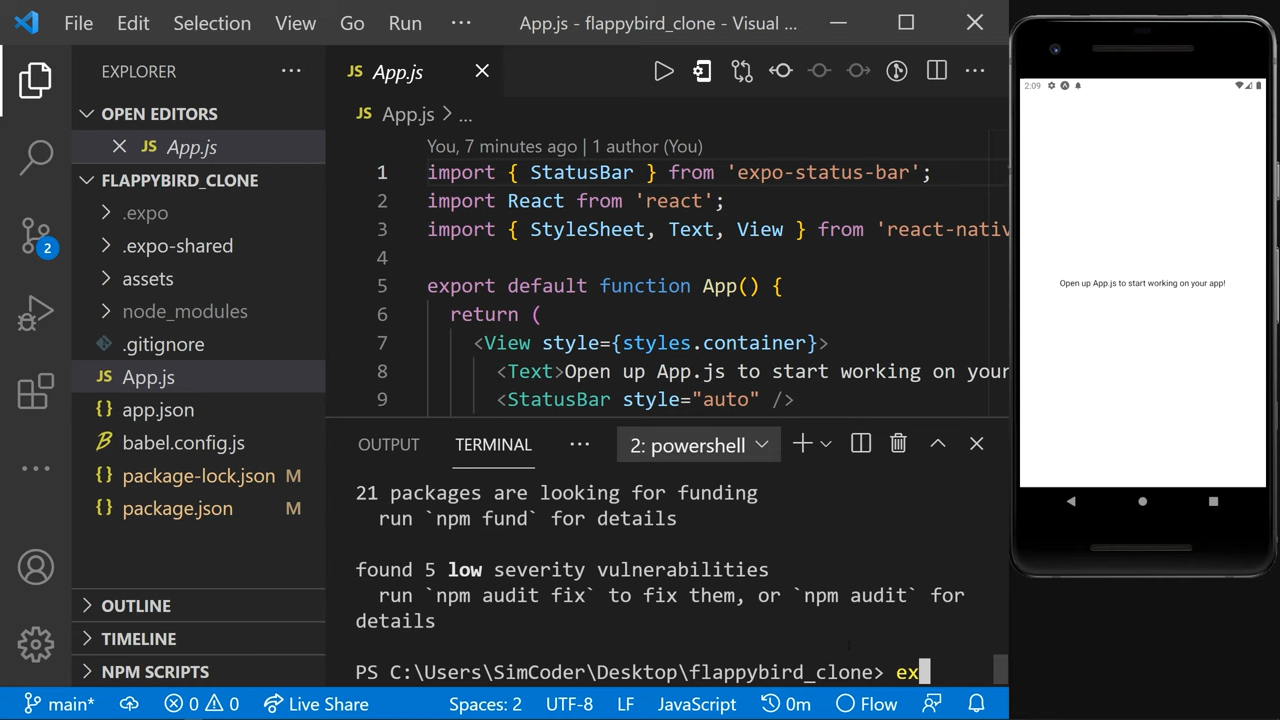 File Edit Selection View Go Run ··· App.js - flappybird_clone - Visual ...
EXPLORER ···
OPEN EDITORS
JS App.js
FLAPPYBIRD_CLONE
.expo
.expo-shared
assets
node_modules
.gitignore
JS App.js
{} app.json
babel.config.js
{} package-lock.json M
{} package.json M
OUTLINE
TIMELINE
NPM SCRIPTS
2
JS App.js
JS App.js > ...
You, 7 minutes ago | 1 author (You)
1 import { StatusBar } from 'expo-status-bar';
2 import React from 'react';
3 import { StyleSheet, Text, View } from 'react-nativ
4
5 export default function App() {
6 return (
7 <View style={styles.container}>
8 <Text>Open up App.js to start working on your
9 <StatusBar style="auto" />
OUTPUT TERMINAL ··· 2: powershell
21 packages are looking for funding
run `npm fund` for details
found 5 low severity vulnerabilities
run `npm audit fix` to fix them, or `npm audit` for
details
PS C:\Users\SimCoder\Desktop\flappybird_clone> ex
main* 0 0 Live Share Spaces: 2 UTF-8 LF JavaScript 0m Flow
2:09
Open up App.js to start working on your app!